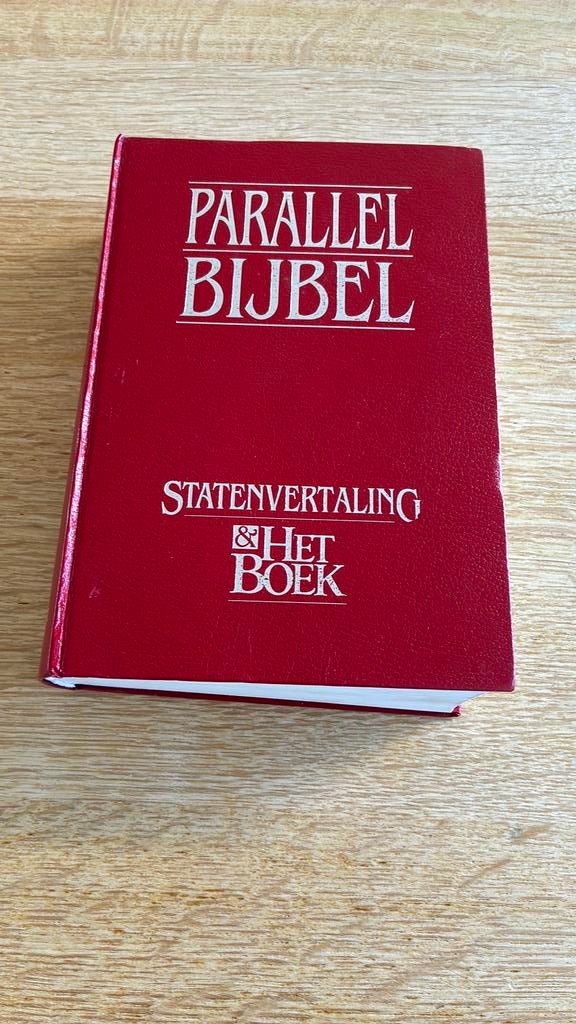 PARALLEL
BIJBEL
STATENVERTALING
& HET
BOEK